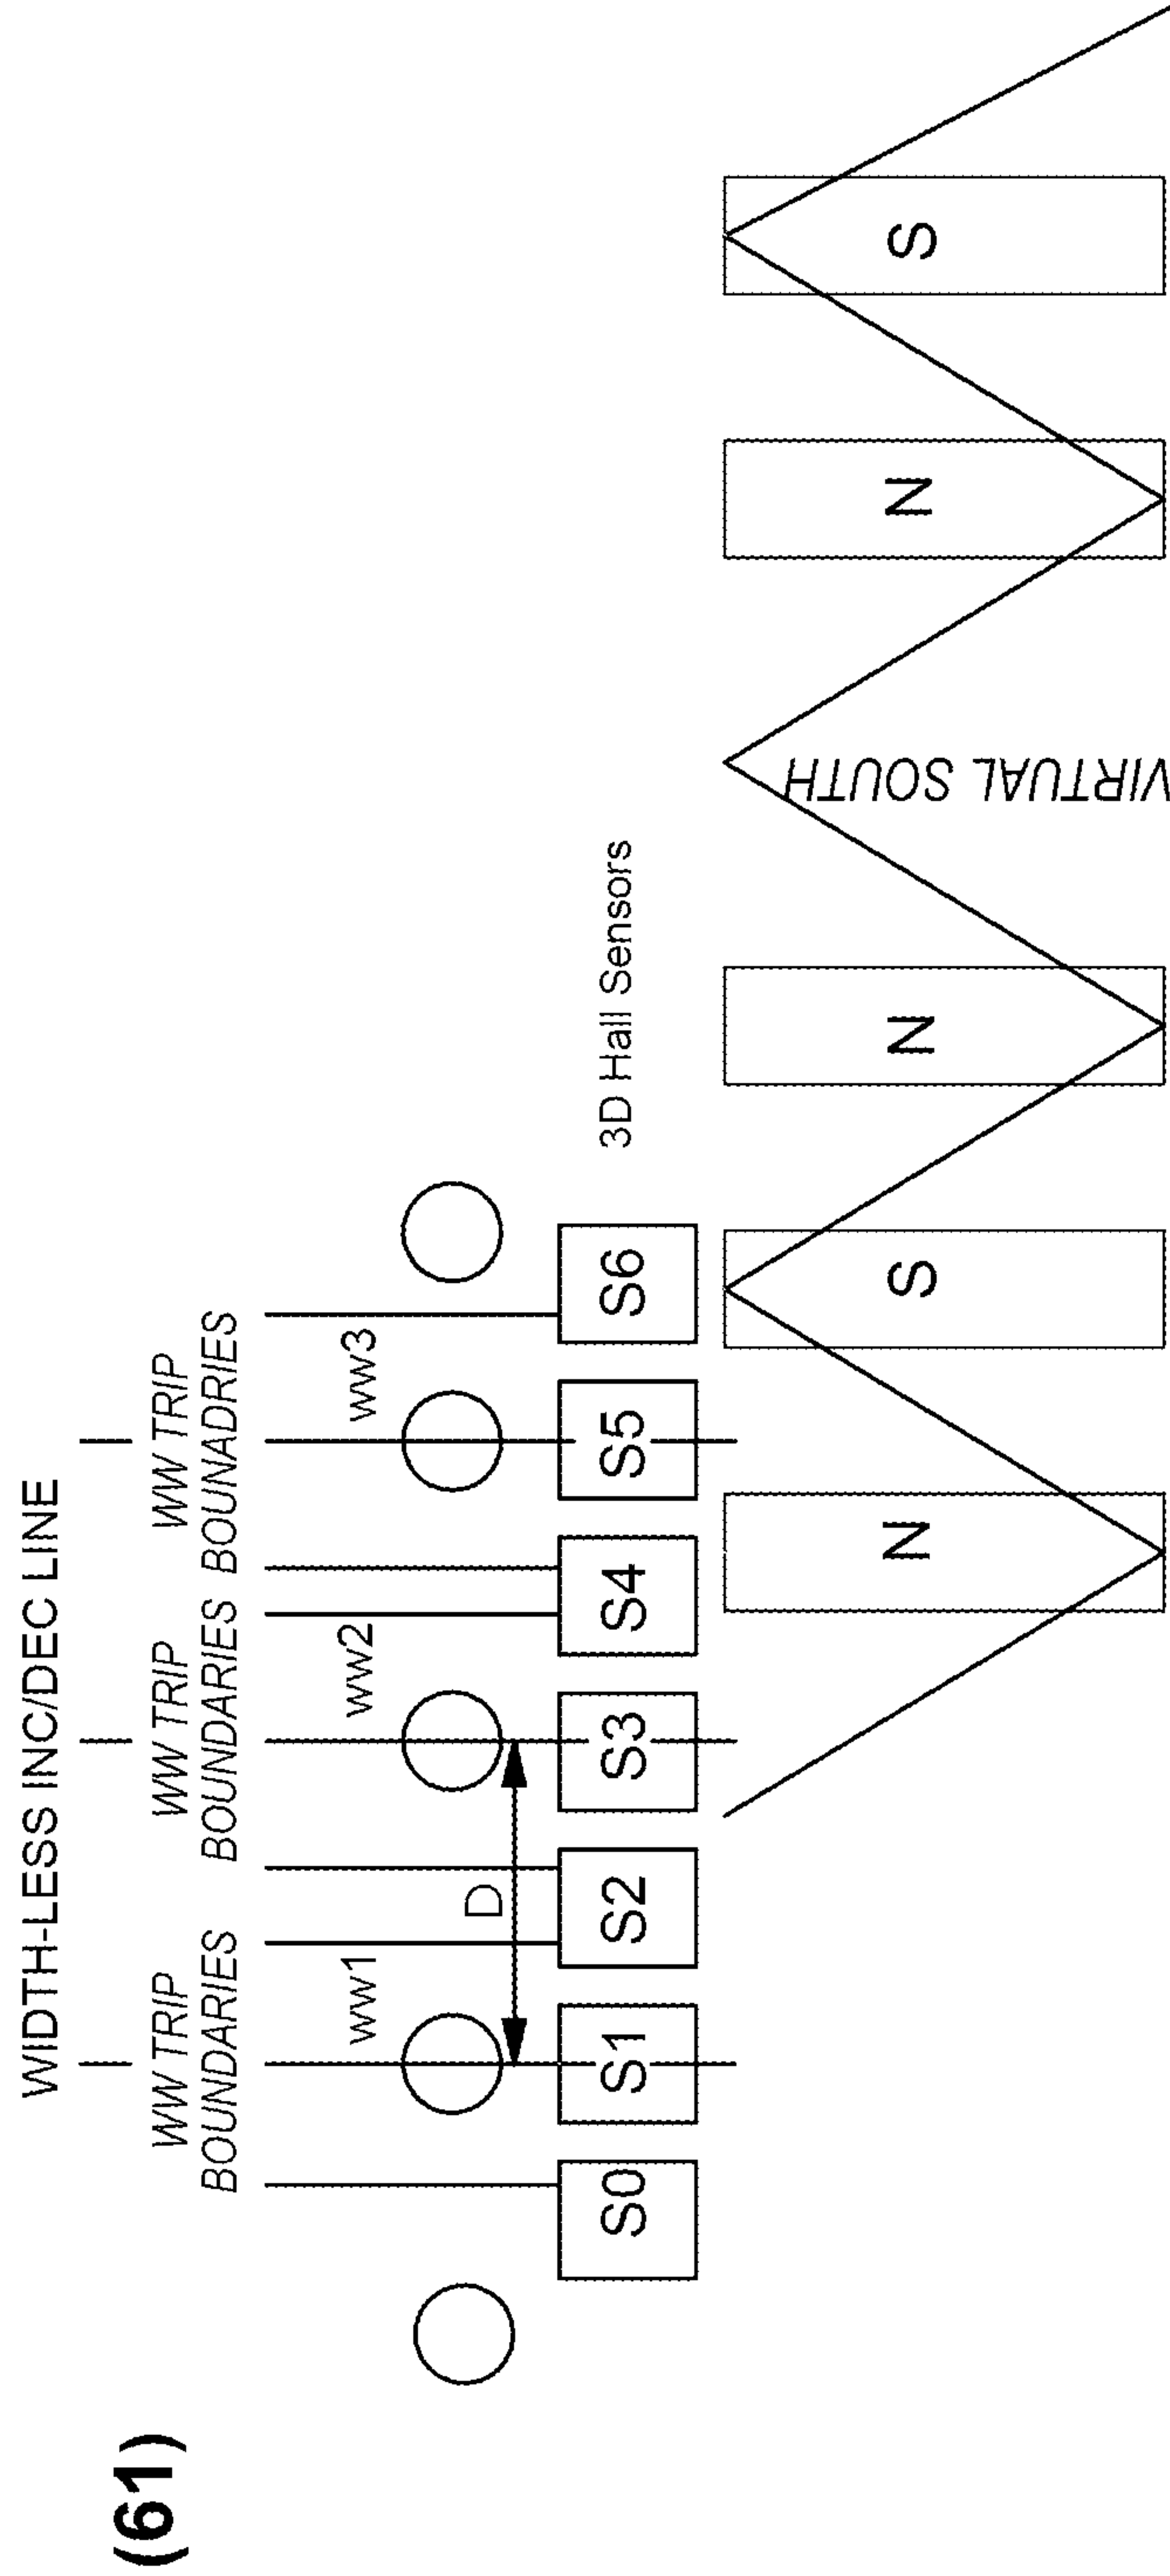 (61)
WIDTH-LESS INC/DEC LINE
WW TRIP
BOUNDARIES
WW TRIP
BOUNDARIES
WW TRIP
BOUNADRIES
ww1
ww2
ww3
D
S0
S1
S2
S3
S4
S5
S6
3D Hall Sensors
N
S
N
VIRTUAL SOUTH
N
S